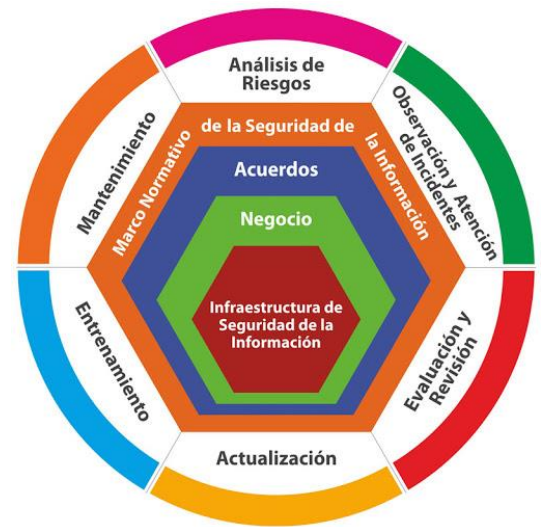 Análisis de
Riesgos
Observación y Atención
de Incidentes
Evaluación y
Revisión
Actualización
Entrenamiento
Mantenimiento
Marco Normativo de la Seguridad de la Información
Acuerdos
Negocio
Infraestructura de
Seguridad de la
Información